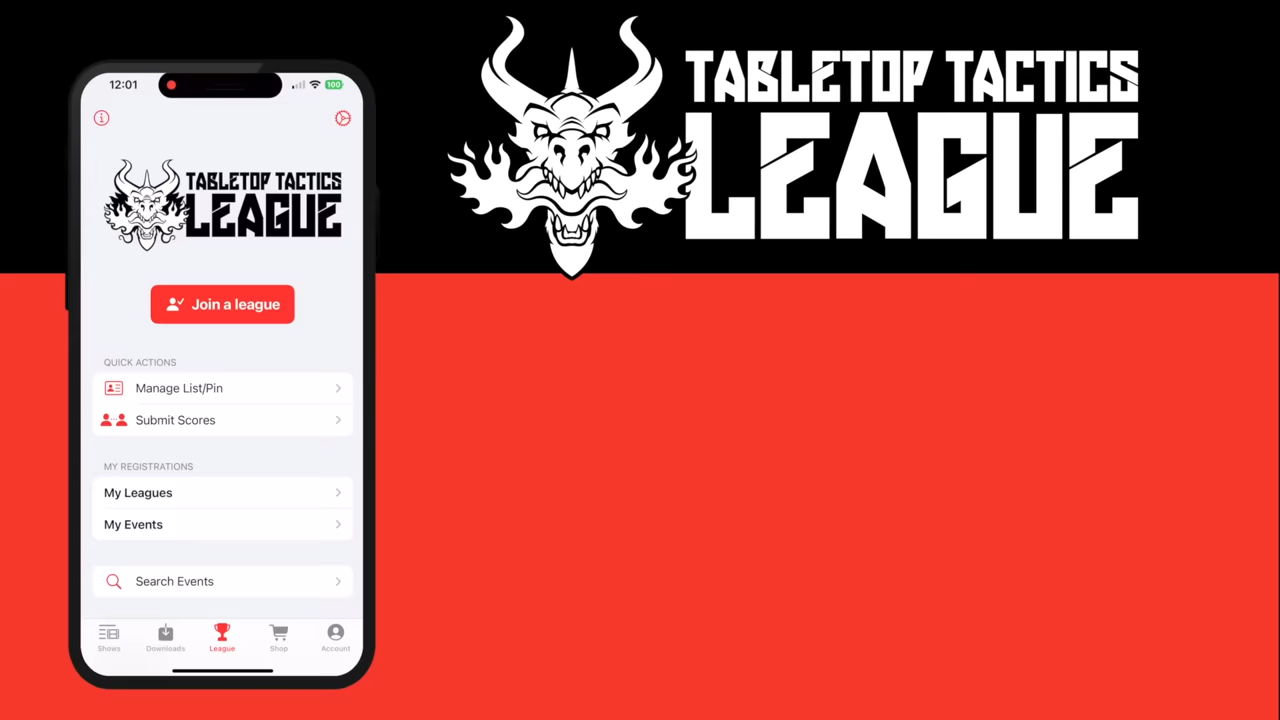 12:01
100
TABLETOP TACTICS
LEAGUE
Join a league
QUICK ACTIONS
Manage List/Pin
Submit Scores
MY REGISTRATIONS
My Leagues
My Events
Search Events
Shows
Downloads
League
Shop
Account
TABLETOP TACTICS
LEAGUE